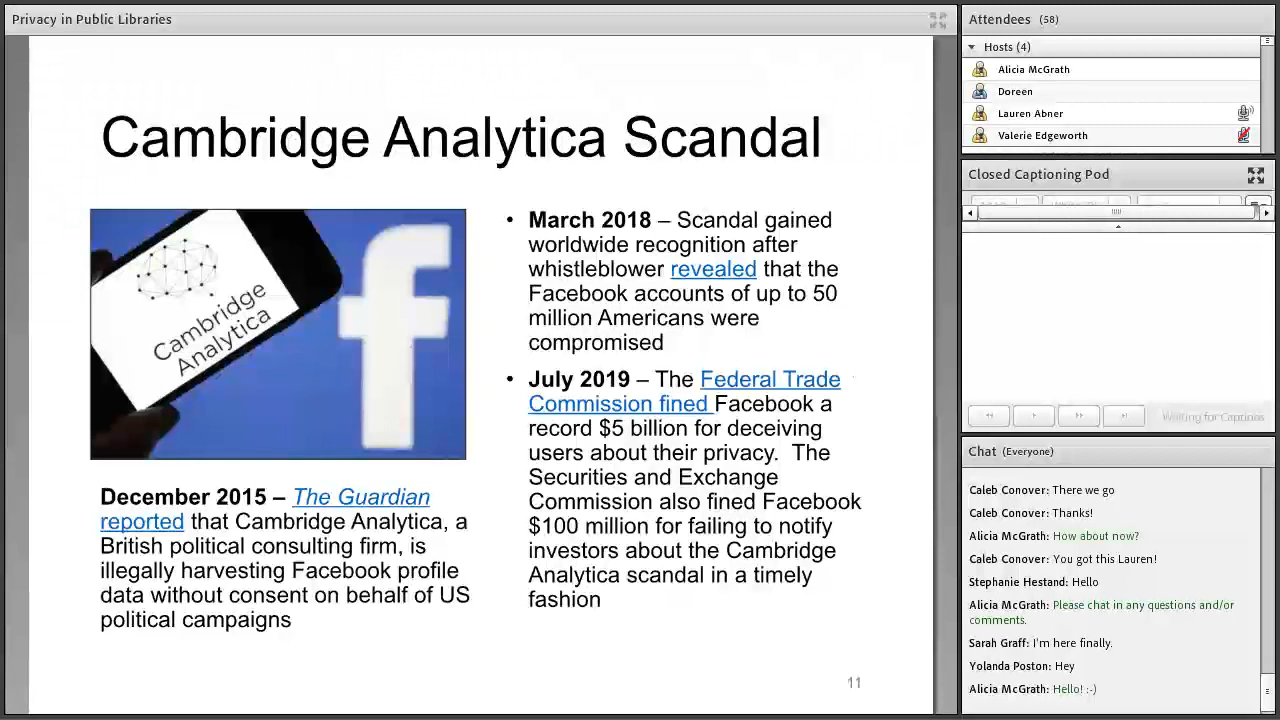 Privacy in Public Libraries
Cambridge Analytica Scandal
Cambridge
Analytica
December 2015 – The Guardian
reported that Cambridge Analytica, a
British political consulting firm, is
illegally harvesting Facebook profile
data without consent on behalf of US
political campaigns
• March 2018 – Scandal gained
worldwide recognition after
whistleblower revealed that the
Facebook accounts of up to 50
million Americans were
compromised
• July 2019 – The Federal Trade
Commission fined Facebook a
record $5 billion for deceiving
users about their privacy.  The
Securities and Exchange
Commission also fined Facebook
$100 million for failing to notify
investors about the Cambridge
Analytica scandal in a timely
fashion
11
Attendees (58)
Hosts (4)
Alicia McGrath
Doreen
Lauren Abner
Valerie Edgeworth
Closed Captioning Pod
Waiting for Captions
Chat (Everyone)
Caleb Conover: There we go
Caleb Conover: Thanks!
Alicia McGrath: How about now?
Caleb Conover: You got this Lauren!
Stephanie Hestand: Hello
Alicia McGrath: Please chat in any questions and/or
comments.
Sarah Graff: I'm here finally.
Yolanda Poston: Hey
Alicia McGrath: Hello! :-)